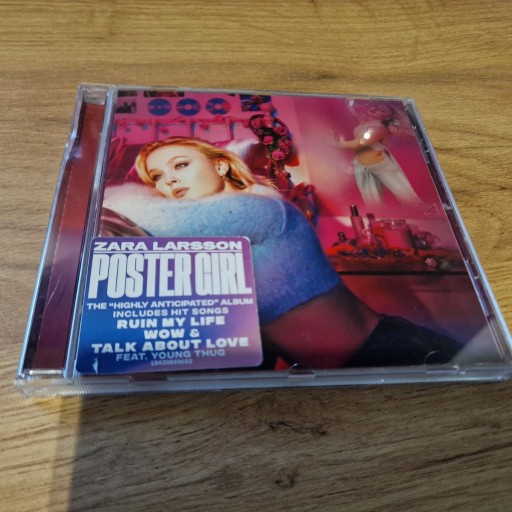 ZARA LARSSON
POSTER GIRL
THE "HIGHLY ANTICIPATED" ALBUM
INCLUDES HIT SONGS
RUIN MY LIFE
WOW &
TALK ABOUT LOVE
FEAT. YOUNG THUG